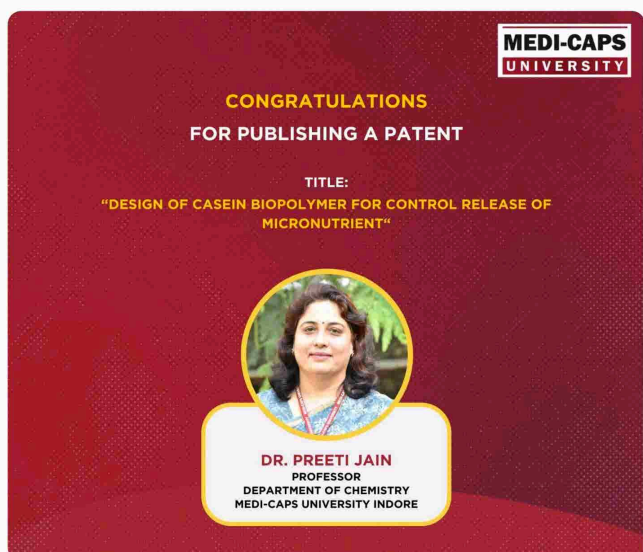 MEDI-CAPS
UNIVERSITY
CONGRATULATIONS
FOR PUBLISHING A PATENT
TITLE:
“DESIGN OF CASEIN BIOPOLYMER FOR CONTROL RELEASE OF
MICRONUTRIENT“
DR. PREETI JAIN
PROFESSOR
DEPARTMENT OF CHEMISTRY
MEDI-CAPS UNIVERSITY INDORE